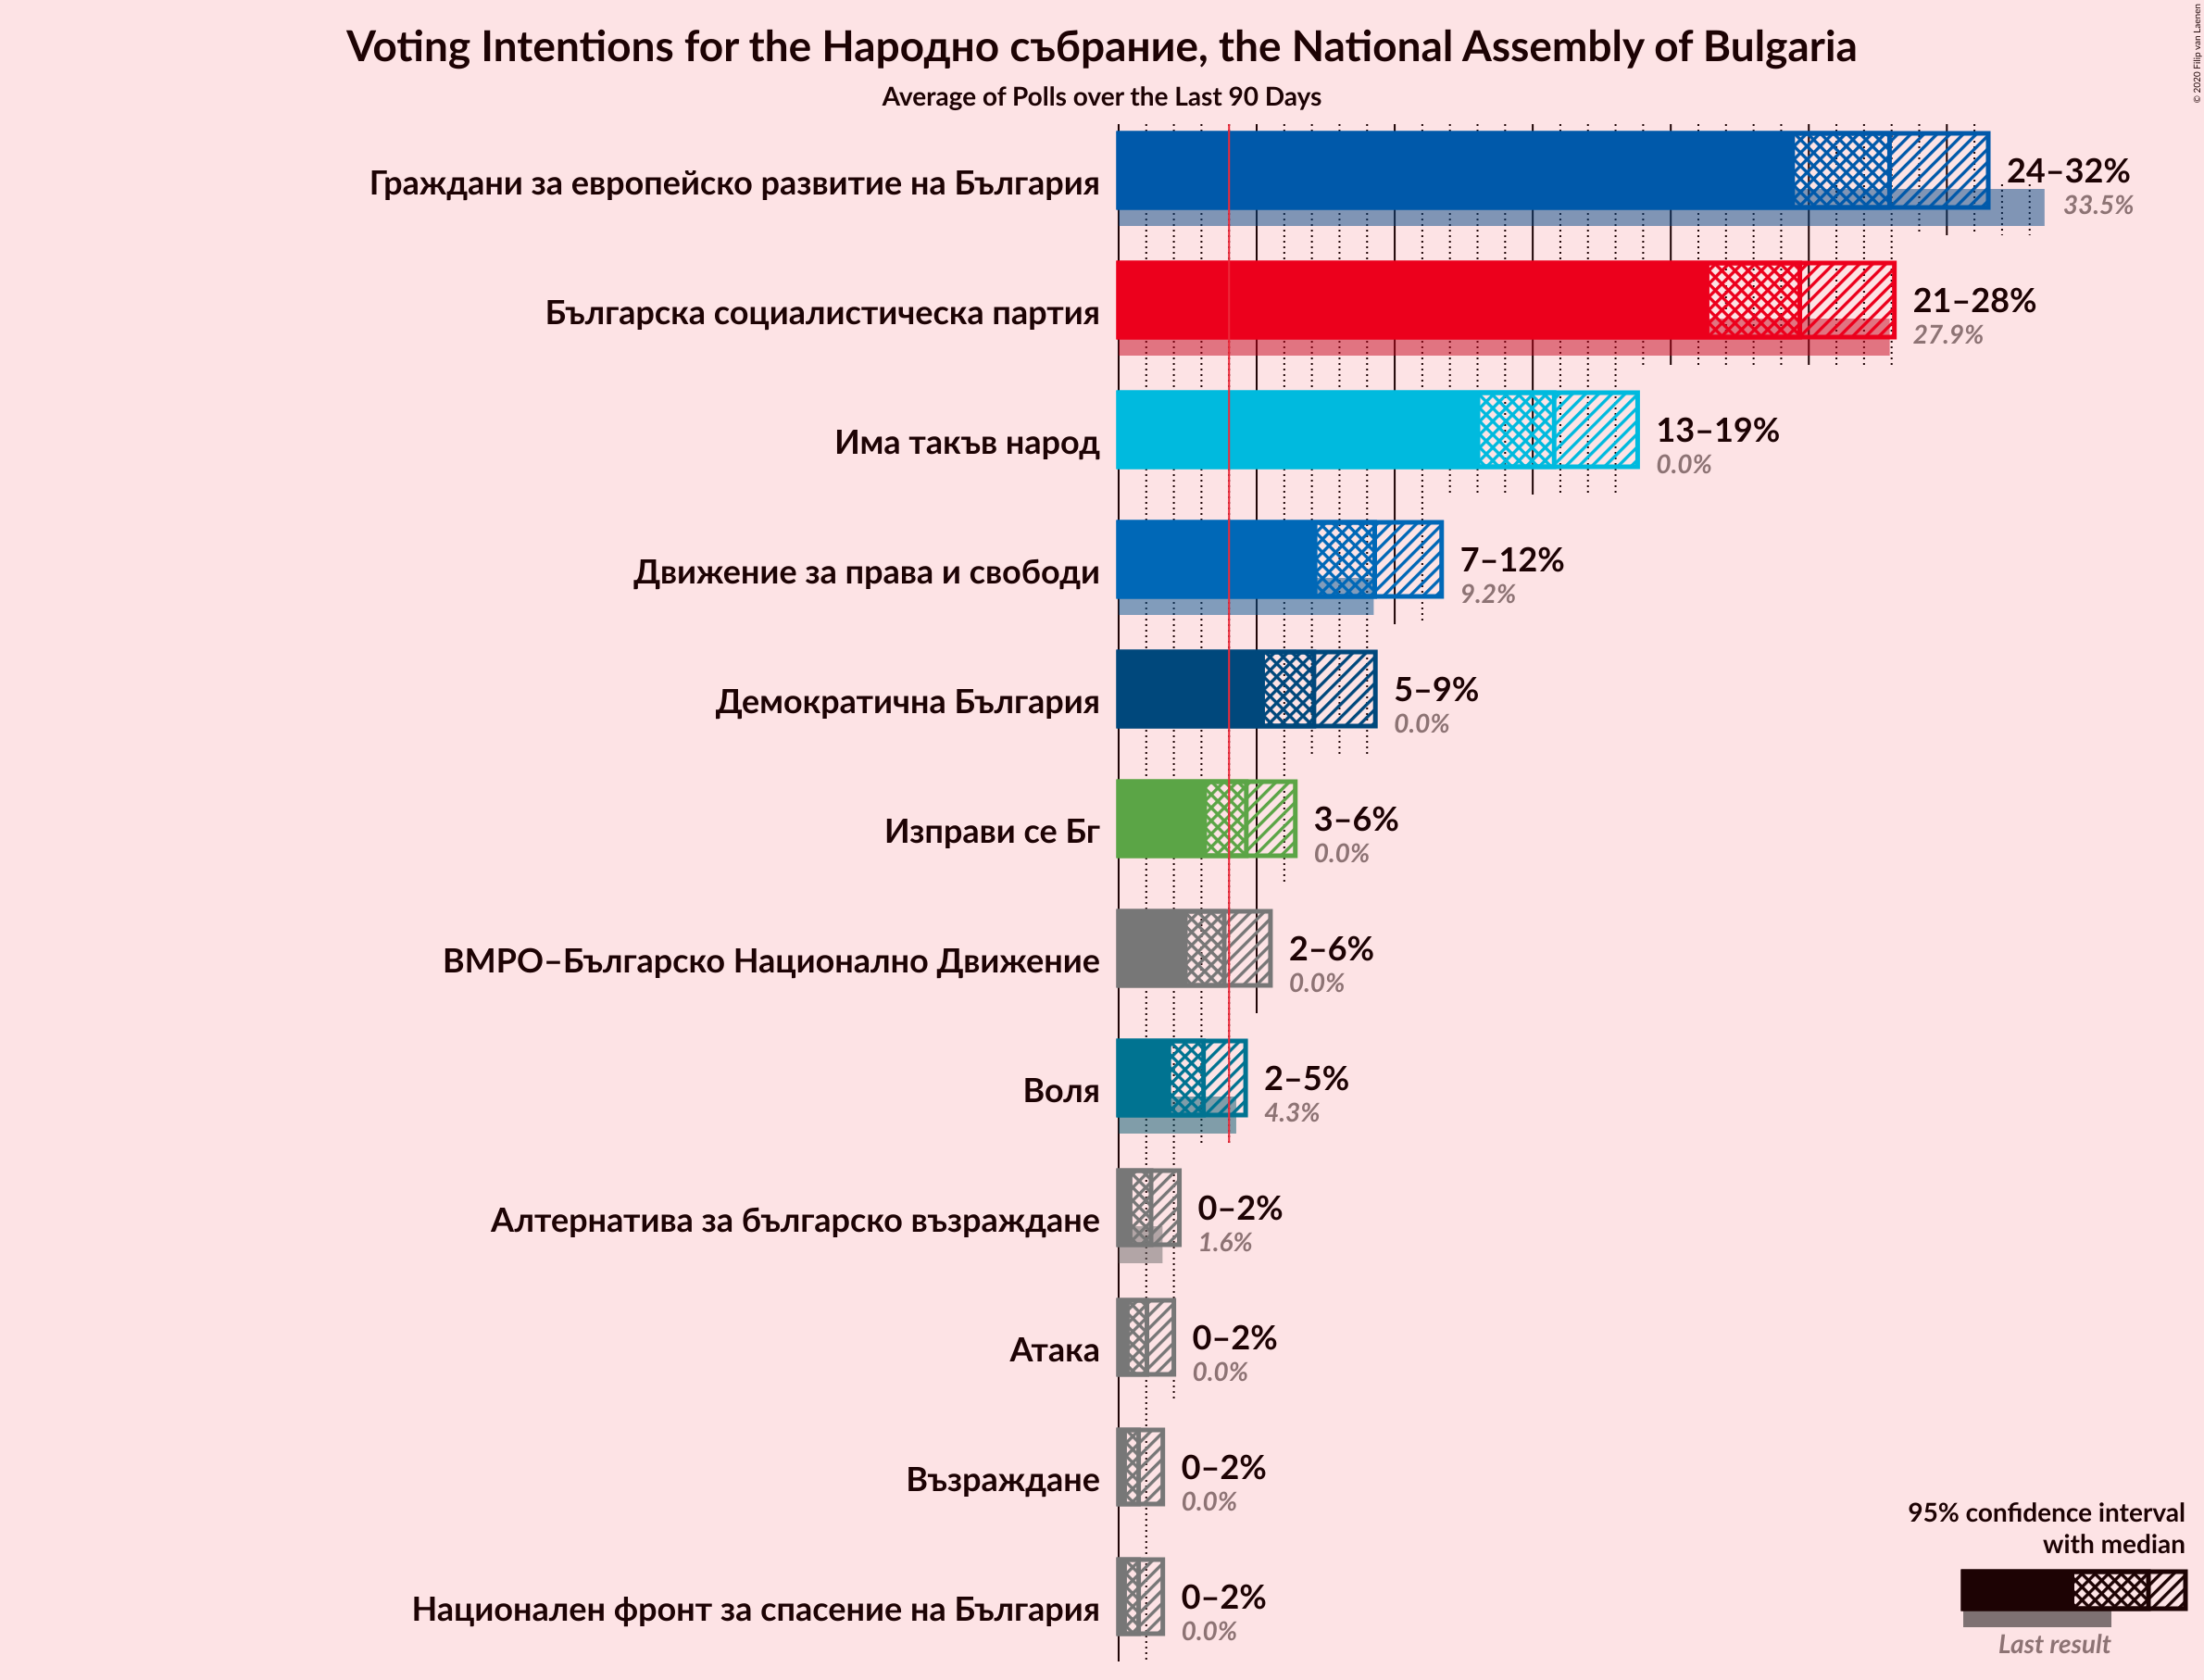 © 2020 Filip van Laenen
Voting Intentions for the Народно събрание, the National Assembly of Bulgaria
Average of Polls over the Last 90 Days
Граждани за европейско развитие на България
24–32%
33.5%
Българска социалистическа партия
21–28%
27.9%
Има такъв народ
13–19%
0.0%
Движение за права и свободи
7–12%
9.2%
Демократична България
5–9%
0.0%
Изправи се Бг
3–6%
0.0%
ВМРО–Българско Национално Движение
2–6%
0.0%
Воля
2–5%
4.3%
Алтернатива за българско възраждане
0–2%
1.6%
Атака
0–2%
0.0%
Възраждане
0–2%
0.0%
Национален фронт за спасение на България
0–2%
0.0%
95% confidence interval
with median
Last result